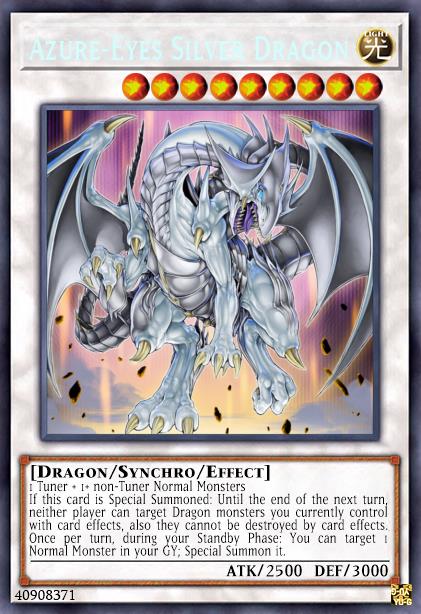 Azure-Eyes Silver Dragon
LIGHT
光
[Dragon/Synchro/Effect]
1 Tuner + 1+ non-Tuner Normal Monsters
If this card is Special Summoned: Until the end of the next turn,
neither player can target Dragon monsters you currently control
with card effects, also they cannot be destroyed by card effects.
Once per turn, during your Standby Phase: You can target 1
Normal Monster in your GY; Special Summon it.
ATK/2500 DEF/3000
40908371